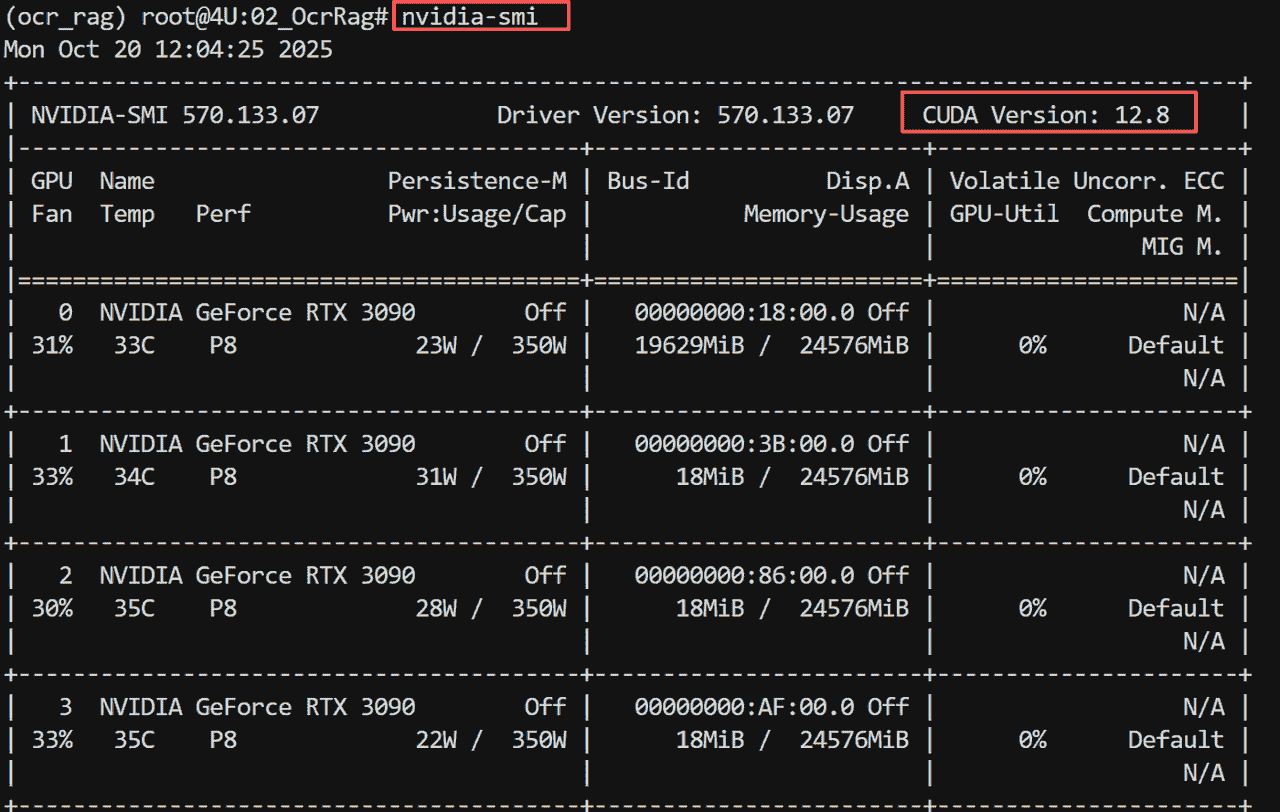 (ocr_rag) root@4U:02_OcrRag# nvidia-smi
Mon Oct 20 12:04:25 2025
+-----------------------------------------------------------------------------------------+
| NVIDIA-SMI 570.133.07             Driver Version: 570.133.07     CUDA Version: 12.8     |
|-----------------------------------------+------------------------+----------------------+
| GPU  Name                 Persistence-M | Bus-Id          Disp.A | Volatile Uncorr. ECC |
| Fan  Temp   Perf          Pwr:Usage/Cap |           Memory-Usage | GPU-Util  Compute M. |
|                                         |                        |               MIG M. |
|=========================================+========================+======================|
|   0  NVIDIA GeForce RTX 3090        Off |   00000000:18:00.0 Off |                  N/A |
| 31%   33C    P8             23W /  350W |   19629MiB /  24576MiB |      0%      Default |
|                                         |                        |                  N/A |
+-----------------------------------------+------------------------+----------------------+
|   1  NVIDIA GeForce RTX 3090        Off |   00000000:3B:00.0 Off |                  N/A |
| 33%   34C    P8             31W /  350W |      18MiB /  24576MiB |      0%      Default |
|                                         |                        |                  N/A |
+-----------------------------------------+------------------------+----------------------+
|   2  NVIDIA GeForce RTX 3090        Off |   00000000:86:00.0 Off |                  N/A |
| 30%   35C    P8             28W /  350W |      18MiB /  24576MiB |      0%      Default |
|                                         |                        |                  N/A |
+-----------------------------------------+------------------------+----------------------+
|   3  NVIDIA GeForce RTX 3090        Off |   00000000:AF:00.0 Off |                  N/A |
| 33%   35C    P8             22W /  350W |      18MiB /  24576MiB |      0%      Default |
|                                         |                        |                  N/A |
+-----------------------------------------+------------------------+----------------------+